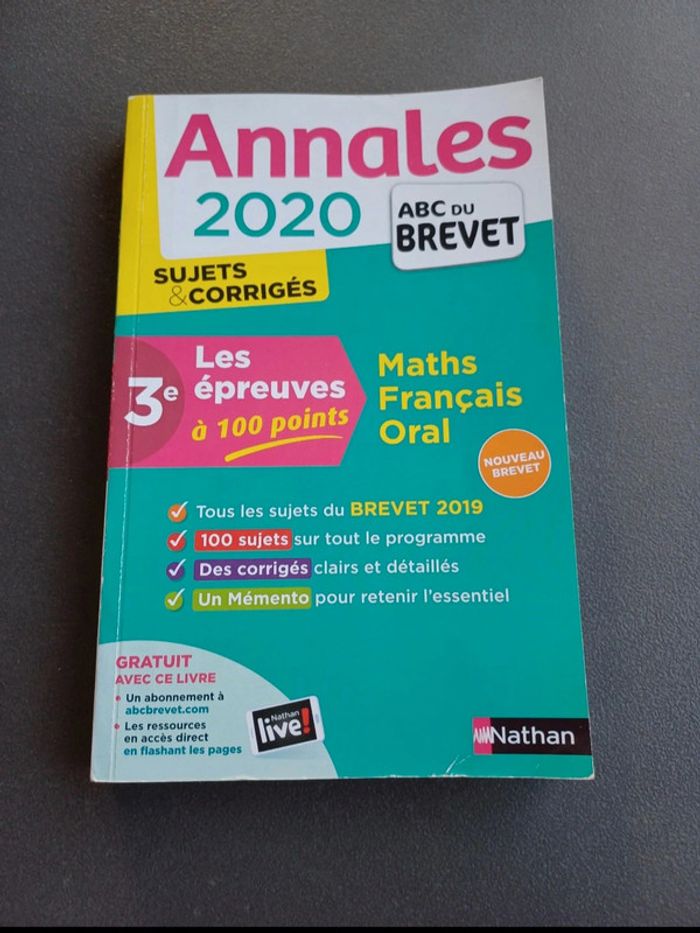 Annales
2020
ABC DU
BREVET
SUJETS
&CORRIGÉS
3e
Les
épreuves
à 100 points
Maths
Français
Oral
NOUVEAU
BREVET
Tous les sujets du BREVET 2019
100 sujets sur tout le programme
Des corrigés clairs et détaillés
Un Mémento pour retenir l'essentiel
GRATUIT
AVEC CE LIVRE
• Un abonnement à
abcbrevet.com
• Les ressources
en accès direct
en flashant les pages
Nathan
live!
Nathan